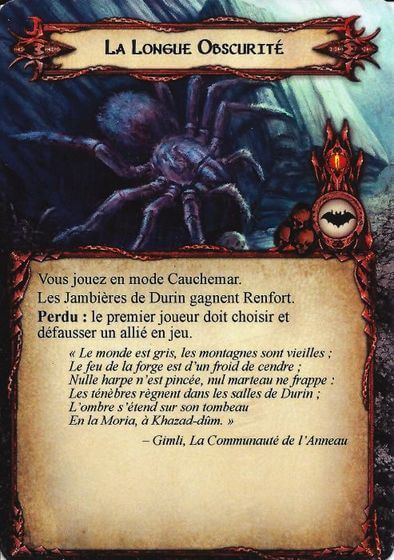 LA LONGUE OBSCURITÉ
Vous jouez en mode Cauchemar.
Les Jambières de Durin gagnent Renfort.
Perdu : le premier joueur doit choisir et
défausser un allié en jeu.
« Le monde est gris, les montagnes sont vieilles ;
Le feu de la forge est d'un froid de cendre ;
Nulle harpe n'est pincée, nul marteau ne frappe :
Les ténèbres règnent dans les salles de Durin ;
L'ombre s'étend sur son tombeau
En la Moria, à Khazad-dûm. »
– Gimli, La Communauté de l'Anneau